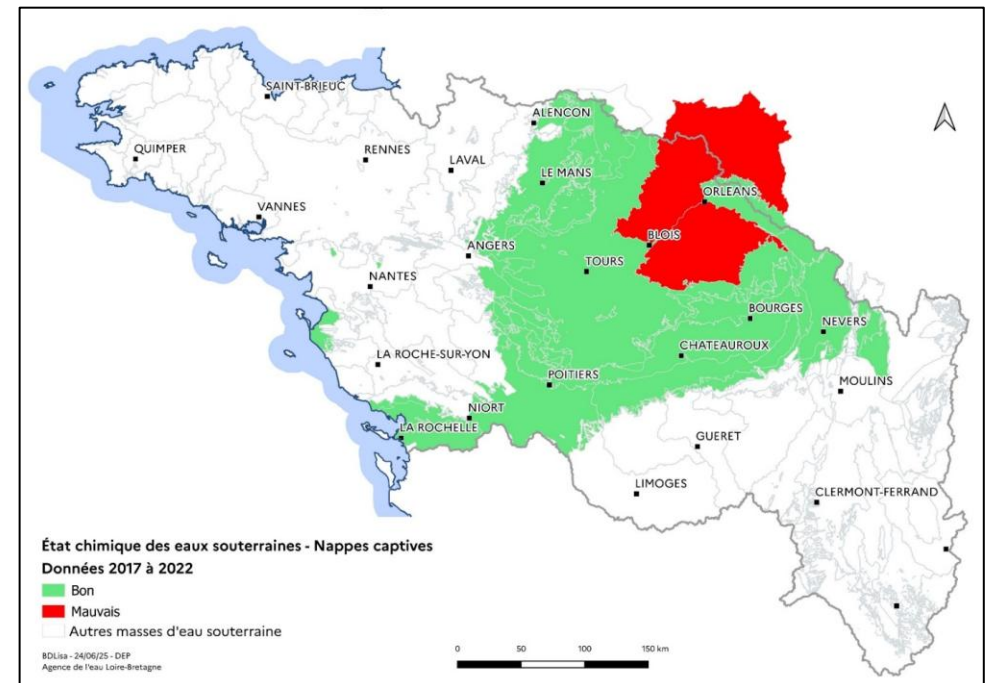 SAINT-BRIEUC
ALENCON
QUIMPER
RENNES
LAVAL
LE MANS
ORLEANS
VANNES
BLOIS
ANGERS
TOURS
NANTES
BOURGES
NEVERS
CHATEAUROUX
LA ROCHE-SUR-YON
POITIERS
MOULINS
NIORT
LA ROCHELLE
GUERET
LIMOGES
CLERMONT-FERRAND
État chimique des eaux souterraines - Nappes captives
Données 2017 à 2022
Bon
Mauvais
Autres masses d'eau souterraine
BDLisa - 24/06/25 - DEP
Agence de l'eau Loire-Bretagne
0 50 100 150 km